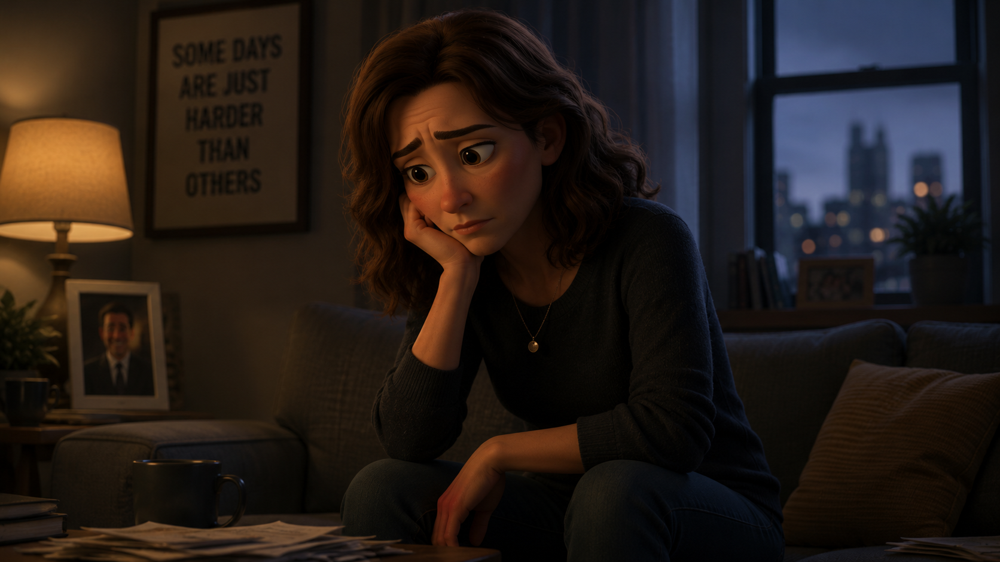 SOME DAYS
ARE JUST
HARDER
THAN
OTHERS